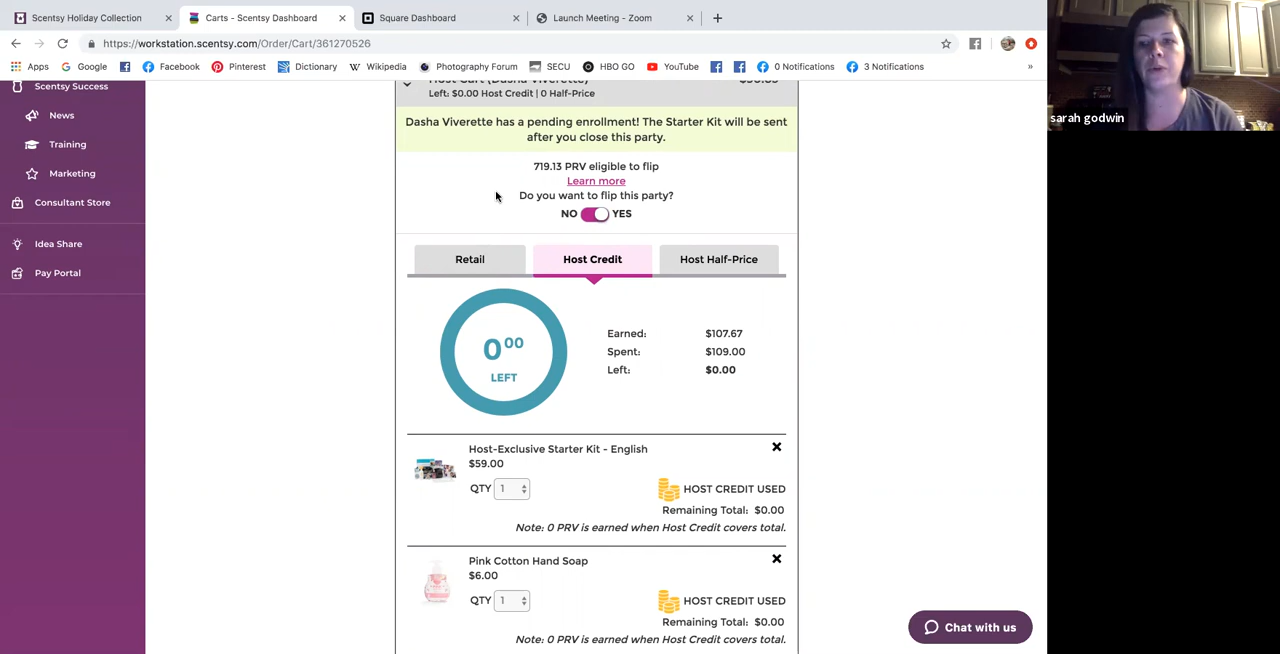 Scentsy Holiday Collection
Carts - Scentsy Dashboard
Square Dashboard
Launch Meeting - Zoom
https://workstation.scentsy.com/Order/Cart/361270526
Apps
Google
Facebook
Pinterest
Dictionary
Wikipedia
Photography Forum
SECU
HBO GO
YouTube
0 Notifications
3 Notifications
»
sarah godwin
Scentsy Success
News
Training
Marketing
Consultant Store
Idea Share
Pay Portal
Host Cart (Dasha Viverette)
Left: $0.00 Host Credit | 0 Half-Price
Dasha Viverette has a pending enrollment! The Starter Kit will be sent
after you close this party.
719.13 PRV eligible to flip
Learn more
Do you want to flip this party?
NO YES
Retail
Host Credit
Host Half-Price
0 00
LEFT
Earned: $107.67
Spent: $109.00
Left: $0.00
Host-Exclusive Starter Kit - English
$59.00
QTY 1
HOST CREDIT USED
Remaining Total: $0.00
Note: 0 PRV is earned when Host Credit covers total.
Pink Cotton Hand Soap
$6.00
QTY 1
HOST CREDIT USED
Remaining Total: $0.00
Note: 0 PRV is earned when Host Credit covers total.
Chat with us